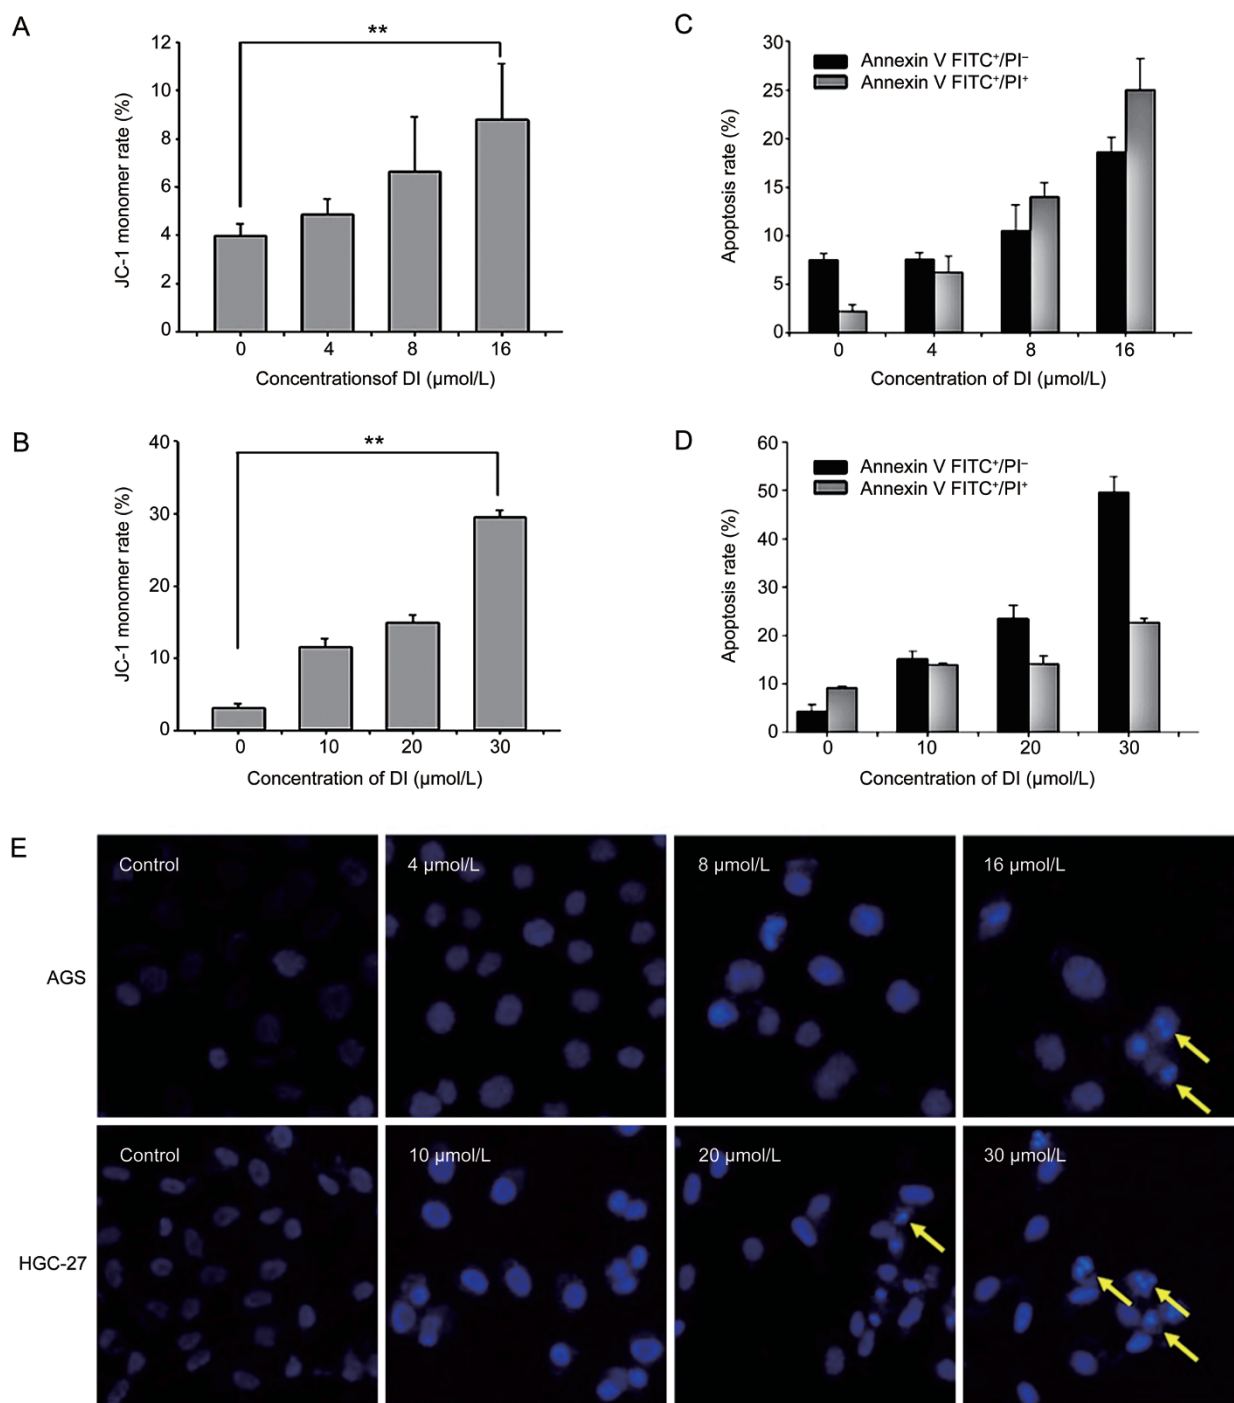 A
**
12
10
8
6
4
2
0
JC-1 monomer rate (%)
0 4 8 16
Concentrationsof DI (µmol/L)
C
30
25
20
15
10
5
0
Apoptosis rate (%)
Annexin V FITC⁺/PI⁻
Annexin V FITC⁺/PI⁺
0 4 8 16
Concentration of DI (µmol/L)
B
**
40
30
20
10
0
JC-1 monomer rate (%)
0 10 20 30
Concentration of DI (µmol/L)
D
60
50
40
30
20
10
0
Apoptosis rate (%)
Annexin V FITC⁺/PI⁻
Annexin V FITC⁺/PI⁺
0 10 20 30
Concentration of DI (µmol/L)
E
Control 4 µmol/L 8 µmol/L 16 µmol/L
AGS
Control 10 µmol/L 20 µmol/L 30 µmol/L
HGC-27